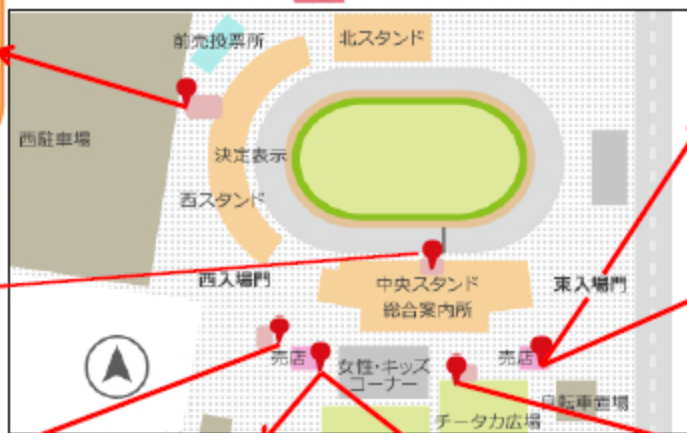 前売投票所
北スタンド
西駐車場
決定表示
西スタンド
西入場門
中央スタンド
総合案内所
東入場門
売店
女性・キッズ
コーナー
売店
自転車置場
チータカ広場